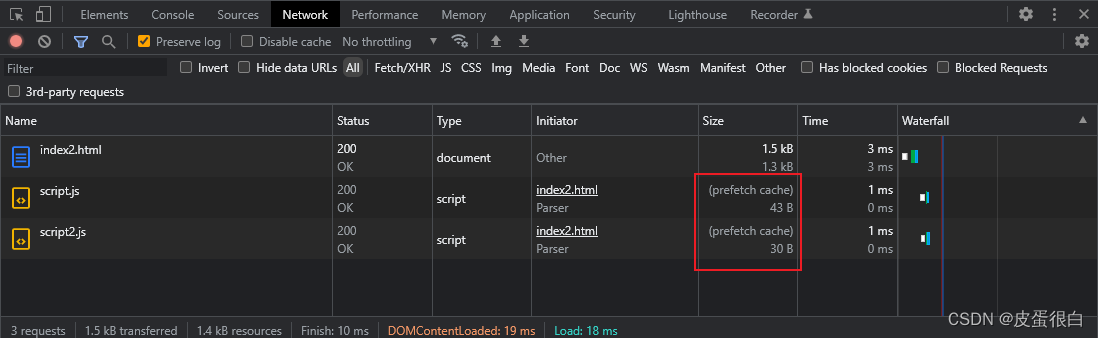 Elements Console Sources Network Performance Memory Application Security Lighthouse Recorder
Preserve log Disable cache No throttling
Filter Invert Hide data URLs All Fetch/XHR JS CSS Img Media Font Doc WS Wasm Manifest Other Has blocked cookies Blocked Requests
3rd-party requests
Name Status Type Initiator Size Time Waterfall
index2.html 200 OK document Other 1.5 kB 1.3 kB 3 ms 3 ms
script.js 200 OK script index2.html Parser (prefetch cache) 43 B 1 ms 0 ms
script2.js 200 OK script index2.html Parser (prefetch cache) 30 B 1 ms 0 ms
3 requests 1.5 kB transferred 1.4 kB resources Finish: 10 ms DOMContentLoaded: 19 ms Load: 18 ms
CSDN @皮蛋很白